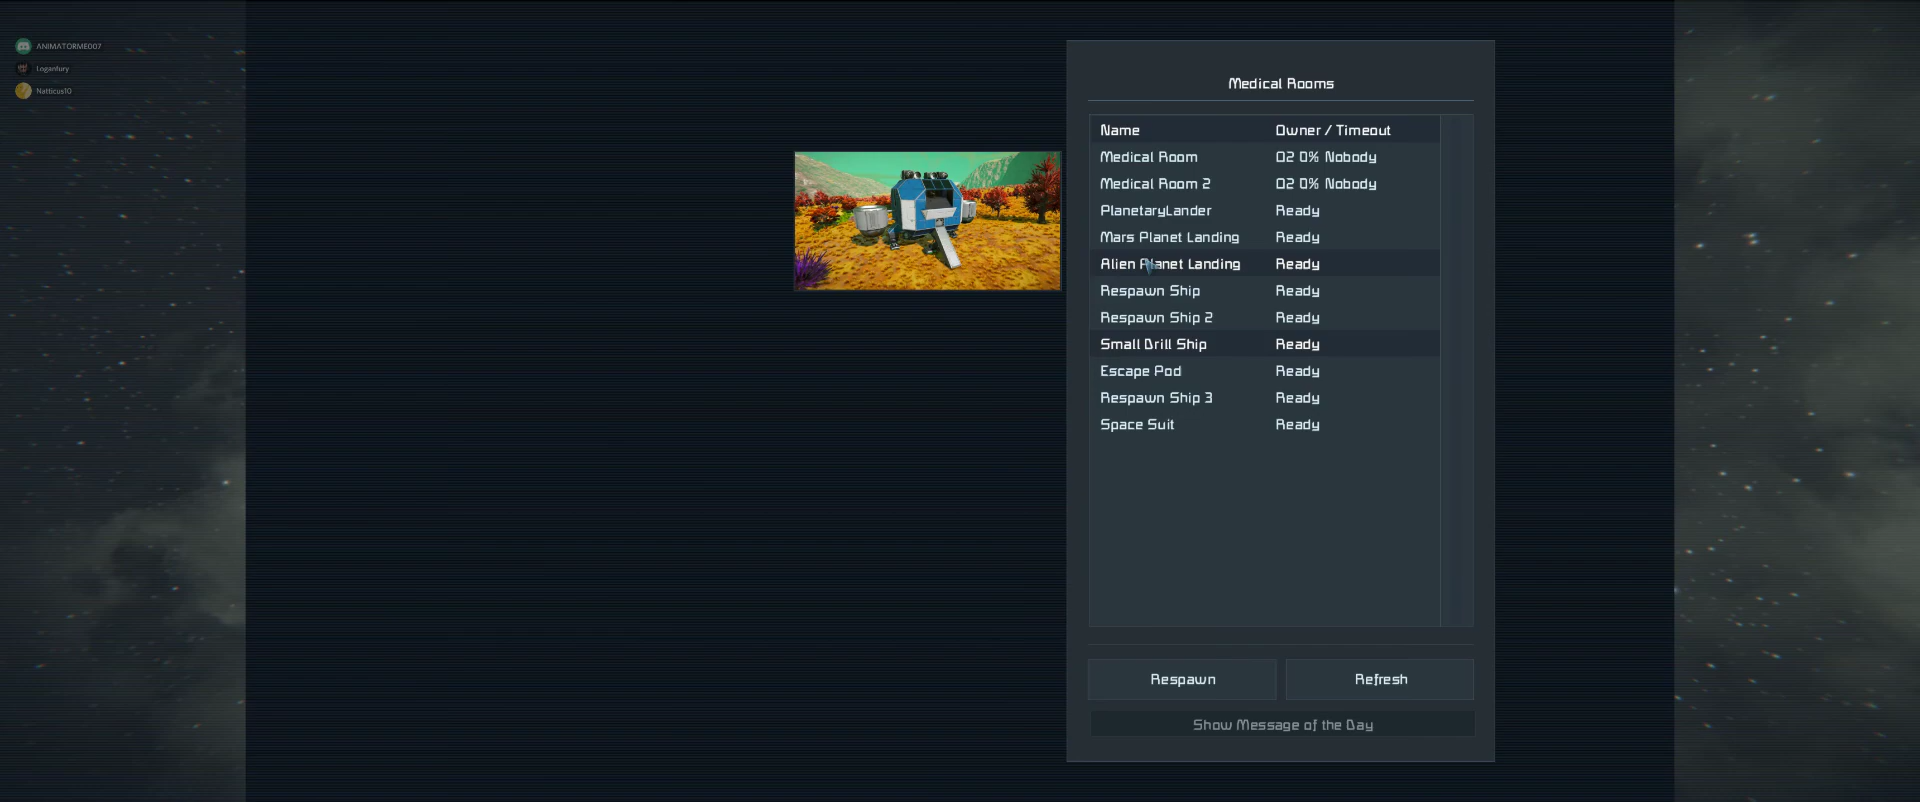 ANIMATORME007
Loganfury
Natticus10
Medical Rooms
Name Owner / Timeout
Medical Room O2 0% Nobody
Medical Room 2 O2 0% Nobody
PlanetaryLander Ready
Mars Planet Landing Ready
Alien Planet Landing Ready
Respawn Ship Ready
Respawn Ship 2 Ready
Small Drill Ship Ready
Escape Pod Ready
Respawn Ship 3 Ready
Space Suit Ready
Respawn Refresh
Show Message of the Day